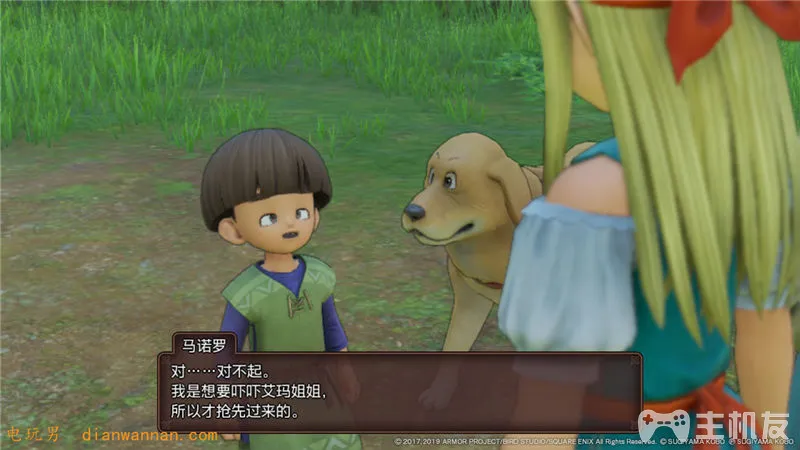 马诺罗
对……对不起。
我是想要吓吓艾玛姐姐，
所以才抢先过来的。
电玩男 dianwannan.com
主机友
© 2017, 2019 ARMOR PROJECT/BIRD STUDIO/SQUARE ENIX All Rights Reserved. © SUGIYAMA KOBO ℗ SUGIYAMA KOBO